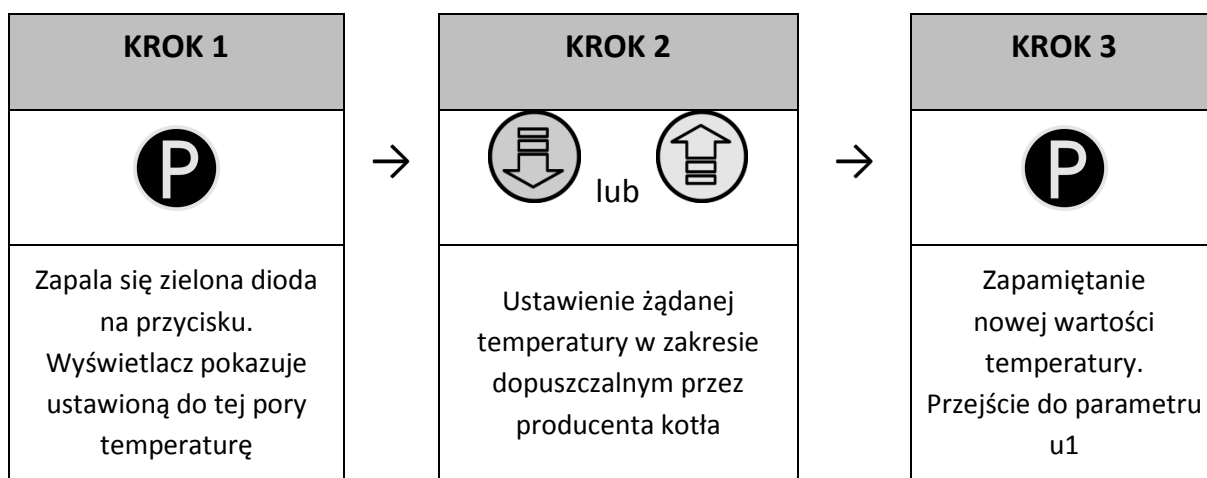 KROK 1
P
Zapala się zielona dioda
na przycisku.
Wyświetlacz pokazuje
ustawioną do tej pory
temperaturę
→
KROK 2
lub
Ustawienie żądanej
temperatury w zakresie
dopuszczalnym przez
producenta kotła
→
KROK 3
P
Zapamiętanie
nowej wartości
temperatury.
Przejście do parametru
u1